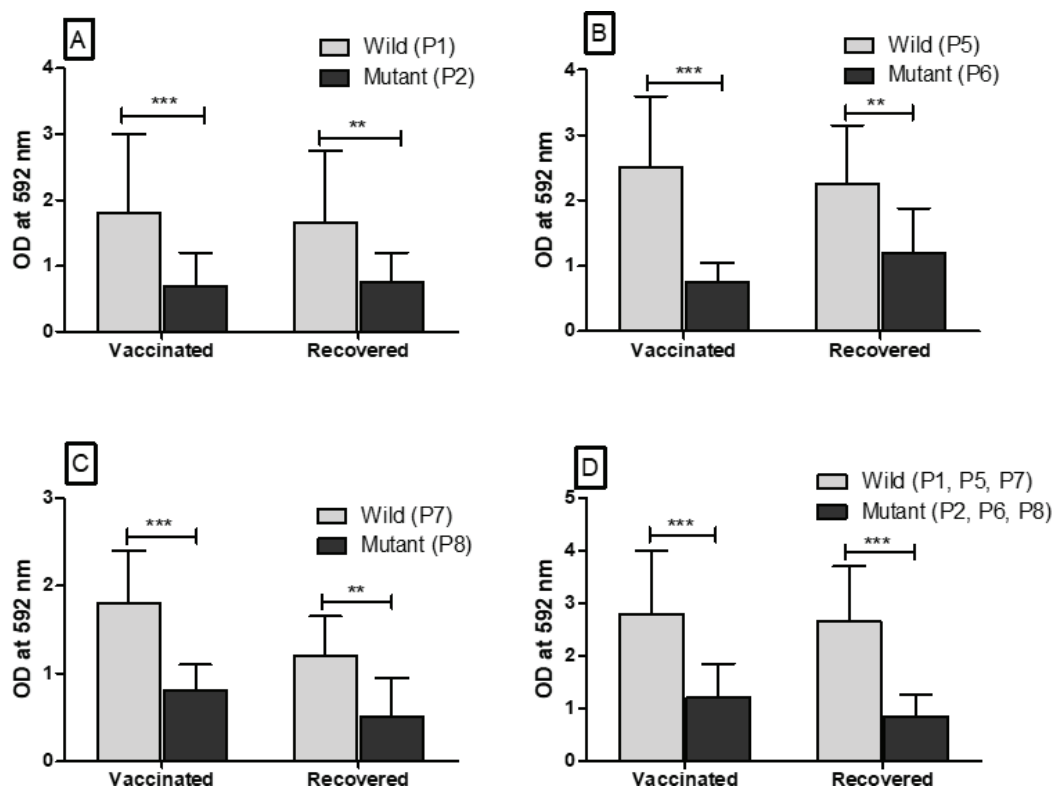 A
Wild (P1)
Mutant (P2)
OD at 592 nm
4
3
2
1
0
***
**
Vaccinated
Recovered
B
Wild (P5)
Mutant (P6)
OD at 592 nm
4
3
2
1
0
***
**
Vaccinated
Recovered
C
Wild (P7)
Mutant (P8)
OD at 592 nm
3
2
1
0
***
**
Vaccinated
Recovered
D
Wild (P1, P5, P7)
Mutant (P2, P6, P8)
OD at 592 nm
5
4
3
2
1
0
***
***
Vaccinated
Recovered